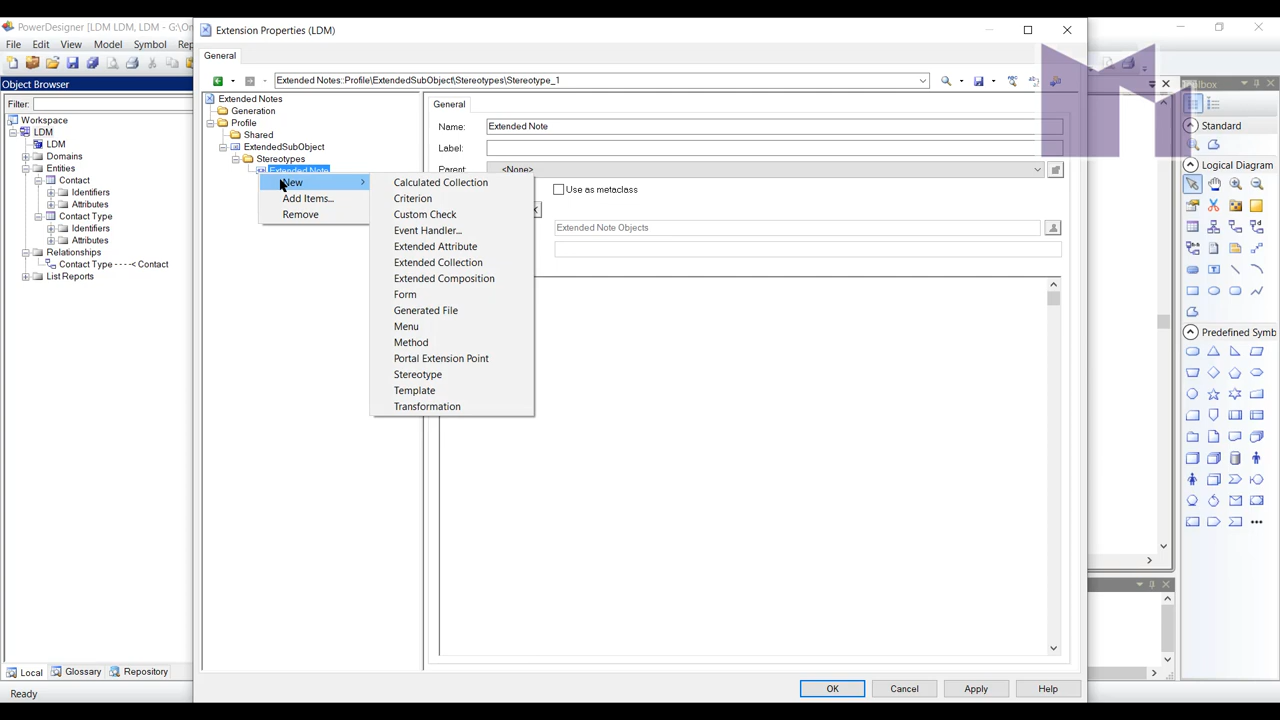 PowerDesigner [LDM LDM, LDM - G:\On
Extension Properties (LDM)
File Edit View Model Symbol Rep
General
Object Browser
Extended Notes::Profile\ExtendedSubObject\Stereotypes\Stereotype_1
Filter:
Workspace
LDM
LDM
Domains
Entities
Contact
Identifiers
Attributes
Contact Type
Identifiers
Attributes
Relationships
Contact Type ----< Contact
List Reports
Extended Notes
Generation
Profile
Shared
ExtendedSubObject
Stereotypes
Extended Note
New
Add Items...
Remove
Calculated Collection
Criterion
Custom Check
Event Handler...
Extended Attribute
Extended Collection
Extended Composition
Form
Generated File
Menu
Method
Portal Extension Point
Stereotype
Template
Transformation
General
Name: Extended Note
Label:
Parent: <None>
Use as metaclass
Extended Note Objects
Standard
Logical Diagram
Predefined Symb
Local Glossary Repository
OK Cancel Apply Help
Ready